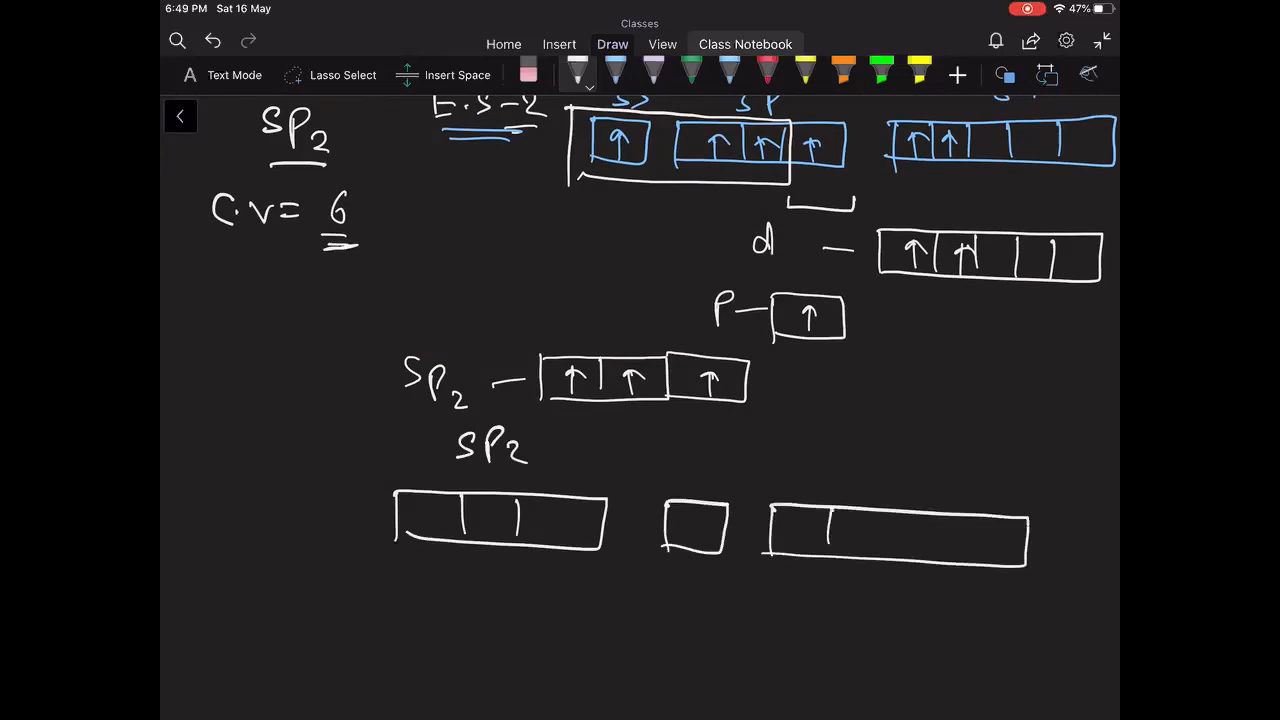 6:49 PM Sat 16 May
47%
Classes
Home Insert Draw View Class Notebook
Text Mode Lasso Select Insert Space
SP2
E.S-2
C.V= 6
d -
P -
SP2 -
SP2